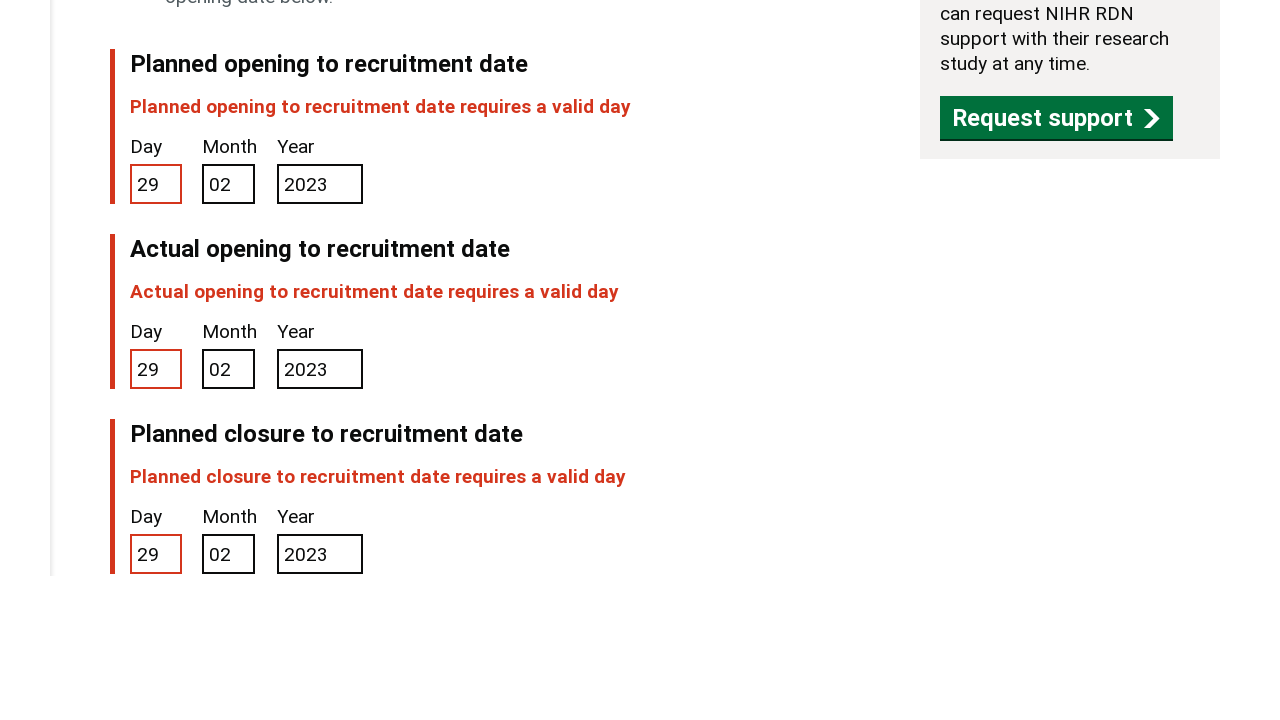 opening date below.
Planned opening to recruitment date
Planned opening to recruitment date requires a valid day
Day Month Year
29 02 2023
Actual opening to recruitment date
Actual opening to recruitment date requires a valid day
Day Month Year
29 02 2023
Planned closure to recruitment date
Planned closure to recruitment date requires a valid day
Day Month Year
29 02 2023
can request NIHR RDN
support with their research
study at any time.
Request support